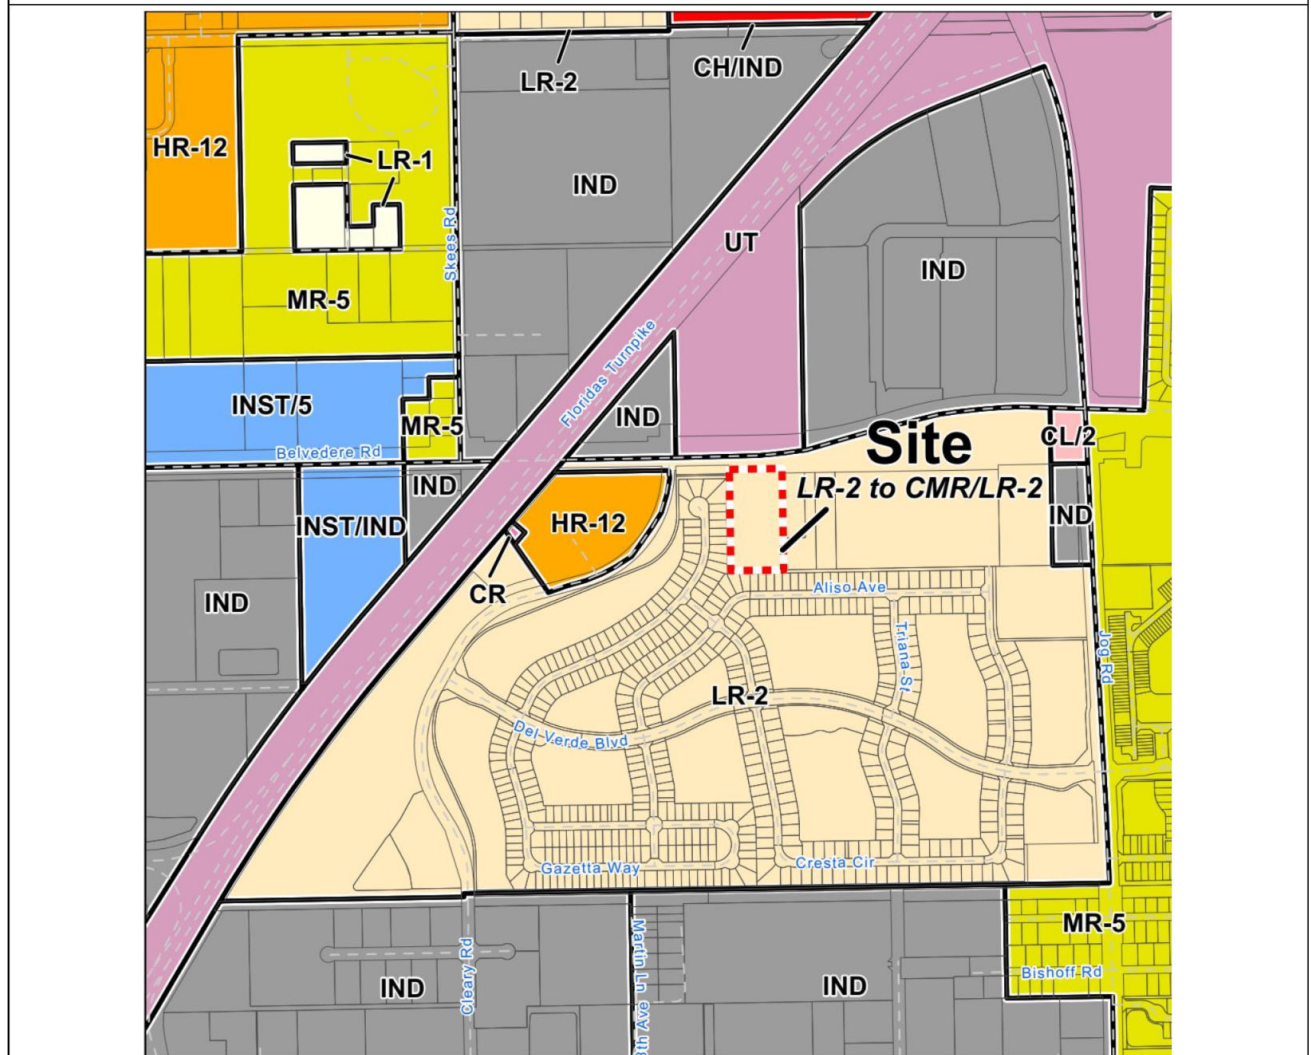 LR-2
CH/IND
HR-12
LR-1
IND
Skees Rd
UT
IND
MR-5
Floridas Turnpike
INST/5
MR-5
IND
Site
CL/2
Belvedere Rd
IND
LR-2 to CMR/LR-2
INST/IND
HR-12
IND
CR
IND
Aliso Ave
Triana St
Jog Rd
LR-2
Del Verde Blvd
Gazetta Way
Cresta Cir
MR-5
Cleary Rd
Martin Ln
Bishoff Rd
IND
IND
8th Ave